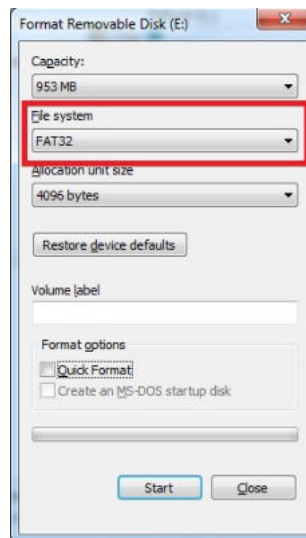 Format Removable Disk (E:)
Capacity:
953 MB
File system
FAT32
Allocation unit size
4096 bytes
Restore device defaults
Volume label
Format options
Quick Format
Create an MS-DOS startup disk
Start
Close